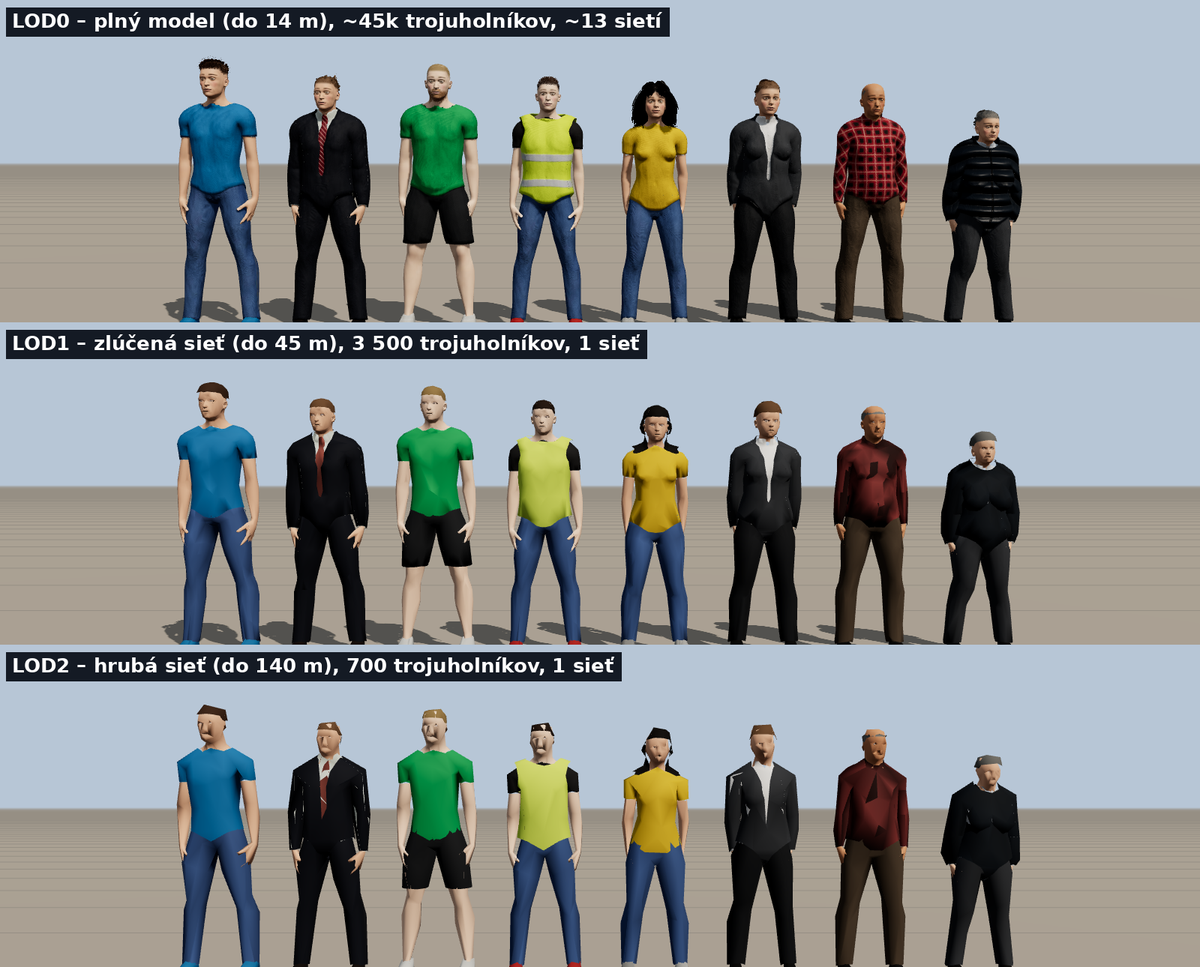 LOD0 – plný model (do 14 m), ~45k trojuholníkov, ~13 sietí
LOD1 – zlúčená sieť (do 45 m), 3 500 trojuholníkov, 1 sieť
LOD2 – hrubá sieť (do 140 m), 700 trojuholníkov, 1 sieť